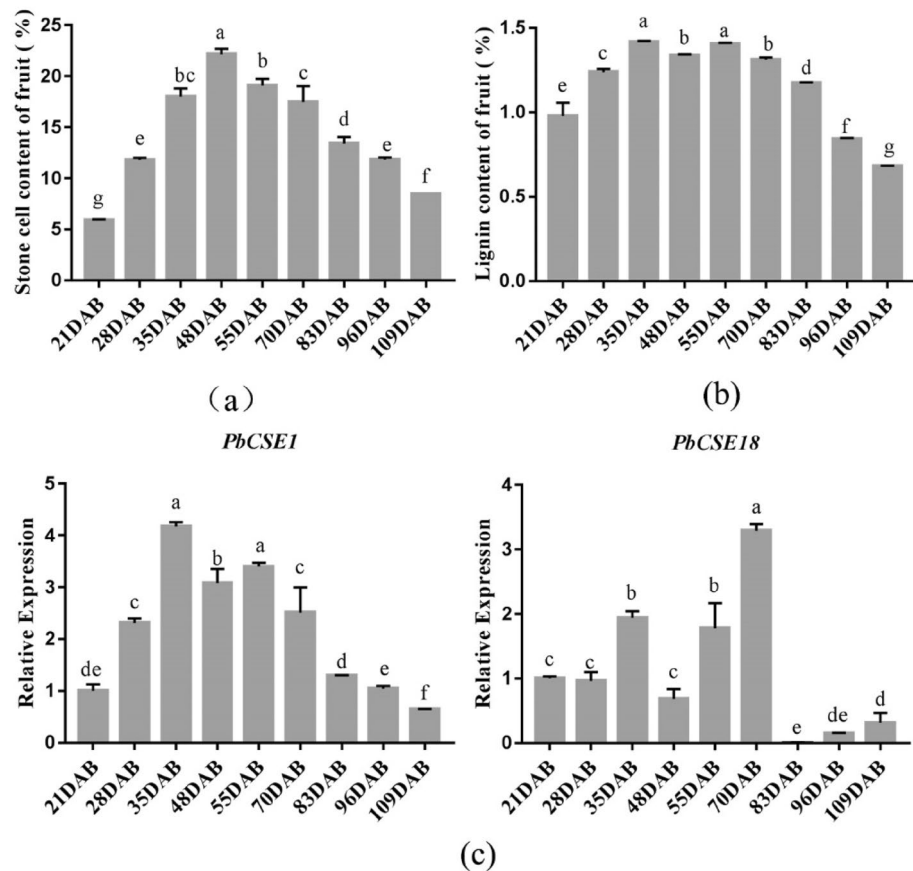 Stone cell content of fruit ( %)
25
20
15
10
5
0
g
e
bc
a
b
c
d
e
f
21DAB
28DAB
35DAB
48DAB
55DAB
70DAB
83DAB
96DAB
109DAB
(a)
Lignin content of fruit ( %)
1.5
1.0
0.5
0.0
e
c
a
b
a
b
d
f
g
21DAB
28DAB
35DAB
48DAB
55DAB
70DAB
83DAB
96DAB
109DAB
(b)
PbCSE1
Relative Expression
5
4
3
2
1
0
de
c
a
b
a
c
d
e
f
21DAB
28DAB
35DAB
48DAB
55DAB
70DAB
83DAB
96DAB
109DAB
PbCSE18
Relative Expression
4
3
2
1
0
c
c
b
c
b
a
e
de
d
21DAB
28DAB
35DAB
48DAB
55DAB
70DAB
83DAB
96DAB
109DAB
(c)